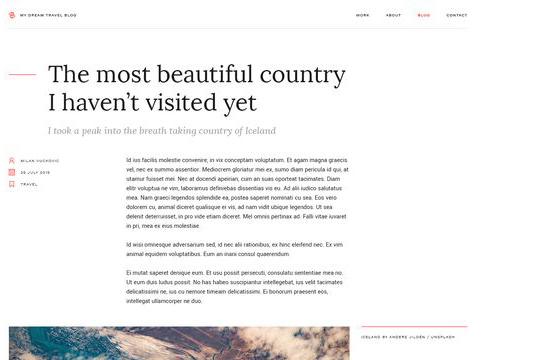 MY DREAM TRAVEL BLOG
WORK ABOUT BLOG CONTACT
The most beautiful country
I haven't visited yet
I took a peak into the breath taking country of Iceland
MILAN VUCKOVIC
20 JULY 2015
TRAVEL
Id ius facilis molestie convenire, in vix conceptam voluptatum. Et agam magna graecis
vel, nec ex summo assentior. Mediocrem gloriatur mei ex, sumo diam pericula id qui, at
stamur fuisset mei. Nec at docendi apeirian, cum an suas oporteat tacimates. Diam
elitr voluptua ne vim, laboramus definiebas dissentias vis eu. Ad alii iudico salutatus
mea. Nam graeci legendos splendide ea, postea saperet nominati cu sea. Eos vero
dolorem cu, animal diceret qualisque ei vis, ad nam vidit ubique legendos. Ut sea
delenit deterruisset, in pro vide etiam diceret. Mel omnis pertinax ad. Falli vitae iuvaret
in pri, mea ex eius molestiae.
Id wisi omnesque adversarium sed, id nec alii rationibus, ex hinc eleifend nec. Ex vim
animal equidem voluptatibus. Eum an inani consul quaerendum.
Ei mutat saperet denique eum. Et usu possit persecuti, consulatu sententiae mea no.
Ut eum duis ludus possit. No has habeo suscipiantur intellegebat, ius velit tacimates
delicatissimi ne, ius cu nemore timeam delicatissimi. Ei bonorum praesent eos,
intellegat ullamcorper ne duo.
ICELAND BY ANDERS JILDÉN / UNSPLASH